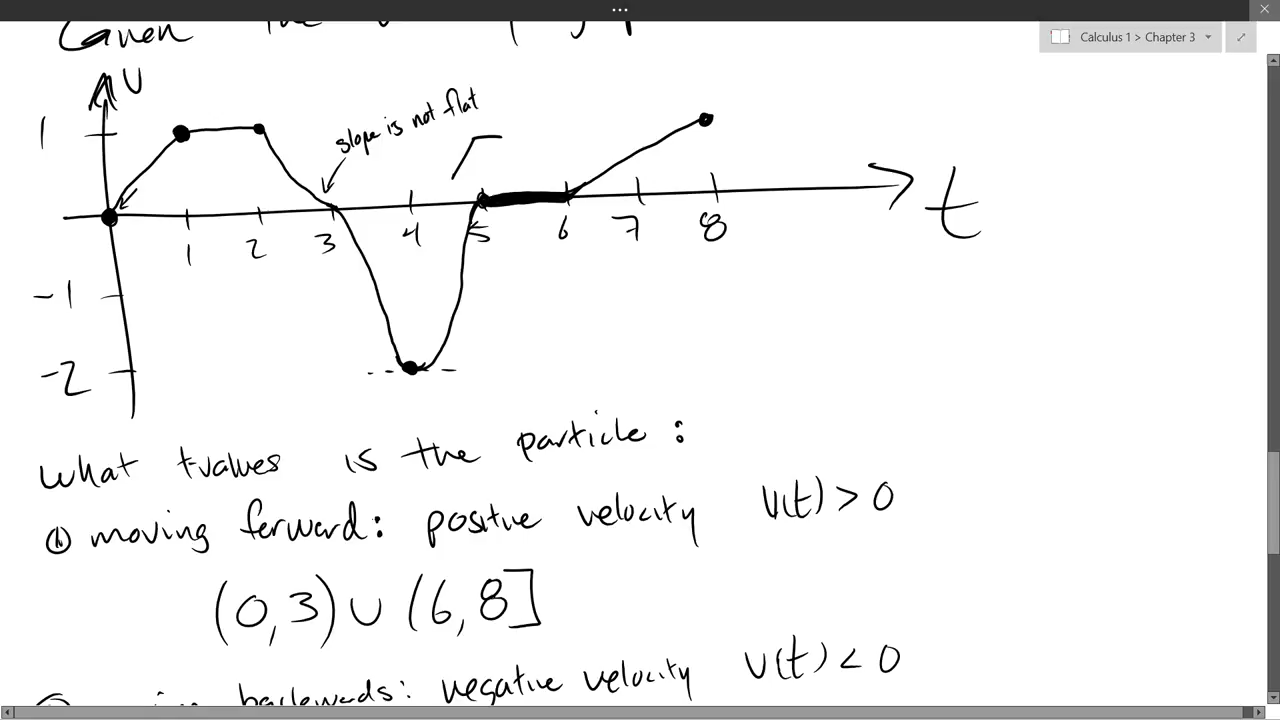 Calculus 1 > Chapter 3
Given the
v
slope is not flat
1
-1
-2
1 2 3 4 5 6 7 8
t
What t values is the particle:
① moving forward: positive velocity v(t) > 0
(0,3) ∪ (6,8]
backwards: negative velocity v(t) < 0